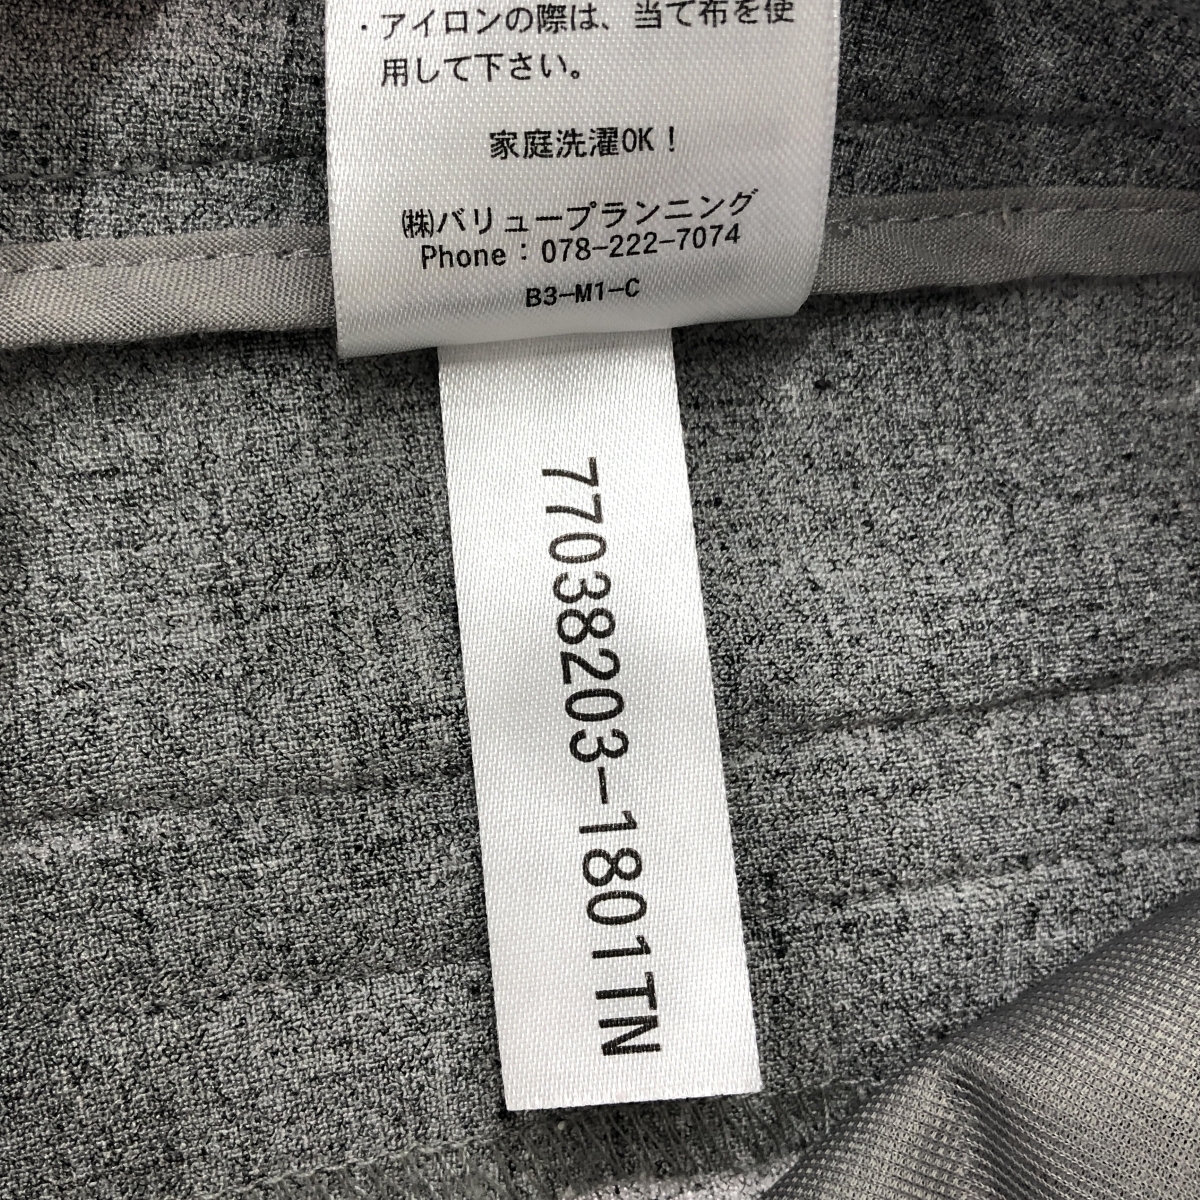 ・アイロンの際は、当て布を使
用して下さい。
家庭洗濯OK！
㈱バリュープランニング
Phone：078-222-7074
B3-M1-C
77038203-1801TN